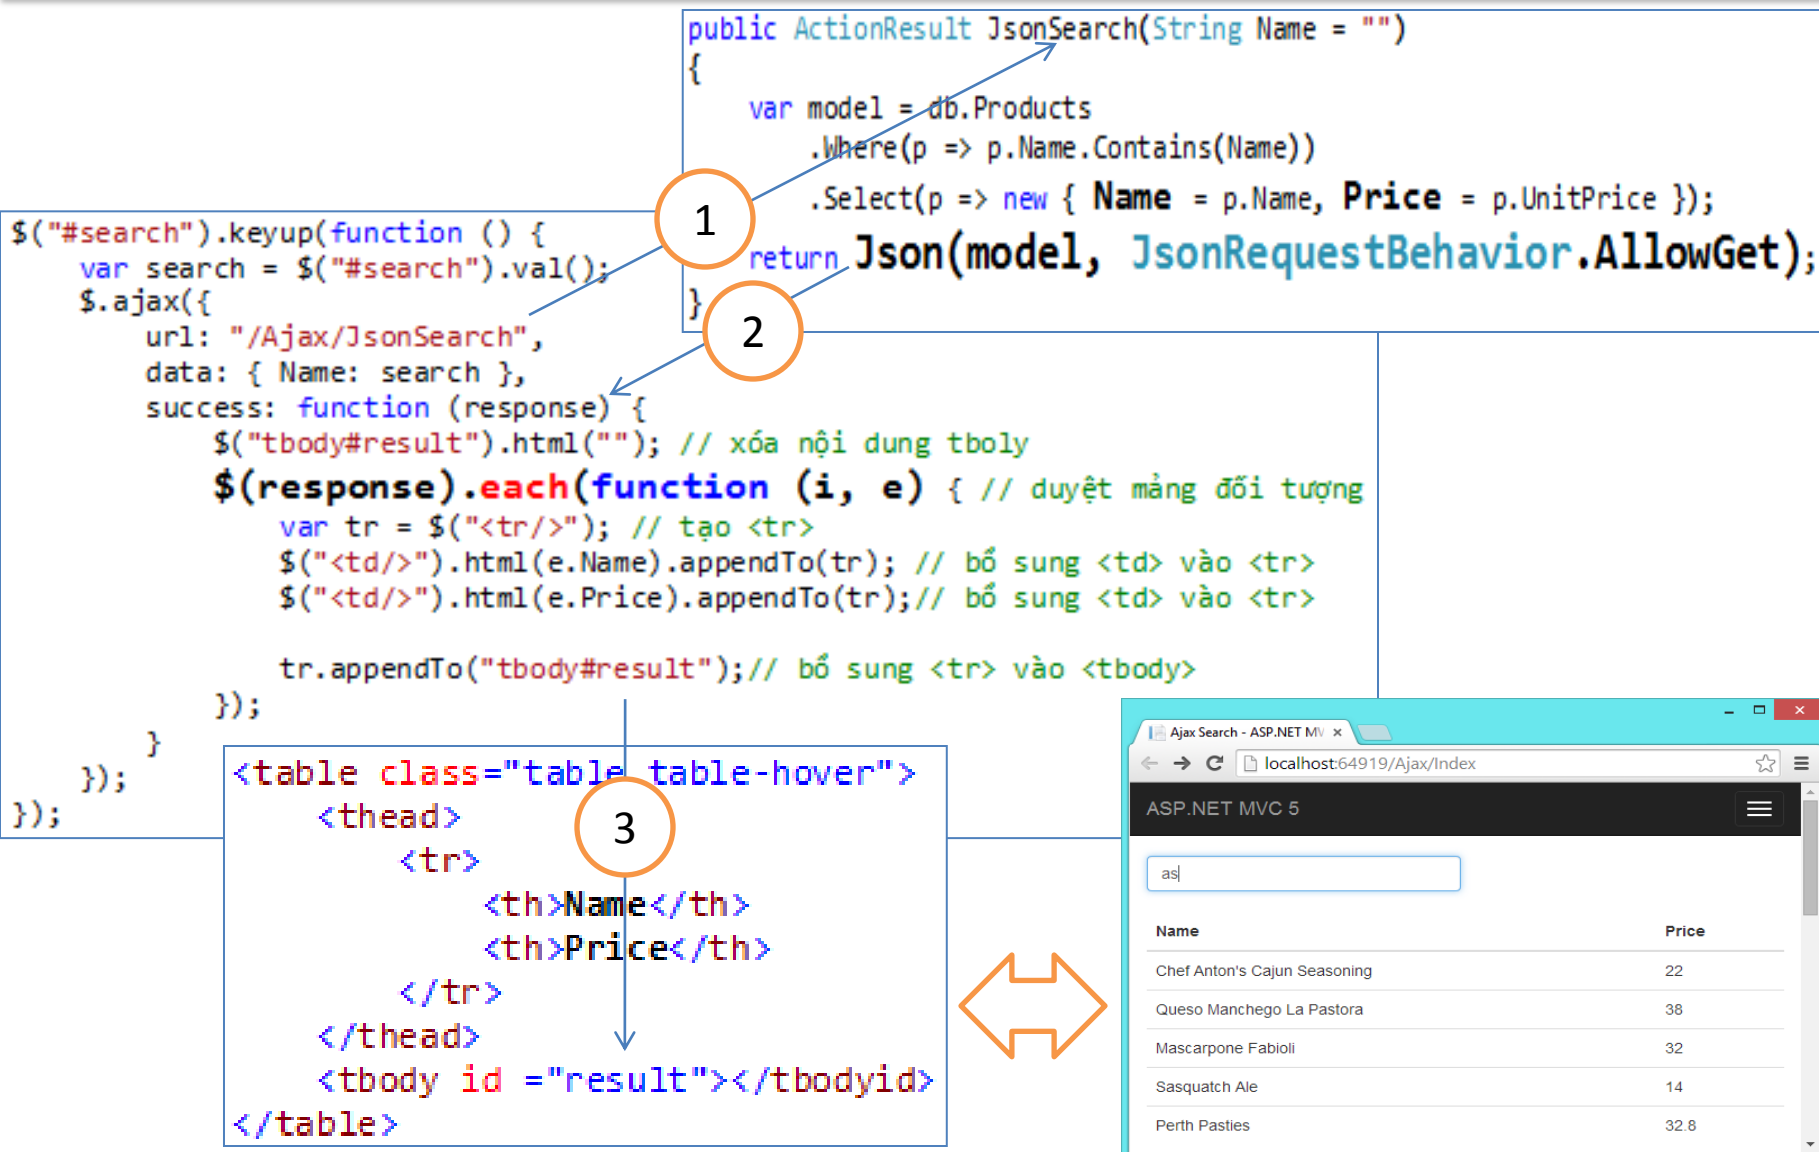 public ActionResult JsonSearch(String Name = "")
{
var model = db.Products
.Where(p => p.Name.Contains(Name))
.Select(p => new { Name = p.Name, Price = p.UnitPrice });
return Json(model, JsonRequestBehavior.AllowGet);
}
1
2
$("#search").keyup(function () {
var search = $("#search").val();
$.ajax({
url: "/Ajax/JsonSearch",
data: { Name: search },
success: function (response) {
$("tbody#result").html(""); // xóa nội dung tboly
$(response).each(function (i, e) { // duyệt mảng đối tượng
var tr = $("<tr/>"); // tạo <tr>
$("<td/>").html(e.Name).appendTo(tr); // bổ sung <td> vào <tr>
$("<td/>").html(e.Price).appendTo(tr);// bổ sung <td> vào <tr>
tr.appendTo("tbody#result");// bổ sung <tr> vào <tbody>
});
}
});
});
3
<table class="table table-hover">
<thead>
<tr>
<th>Name</th>
<th>Price</th>
</tr>
</thead>
<tbody id ="result"></tbodyid>
</table>
Ajax Search - ASP.NET MV
localhost:64919/Ajax/Index
ASP.NET MVC 5
as
Name Price
Chef Anton's Cajun Seasoning 22
Queso Manchego La Pastora 38
Mascarpone Fabioli 32
Sasquatch Ale 14
Perth Pasties 32.8